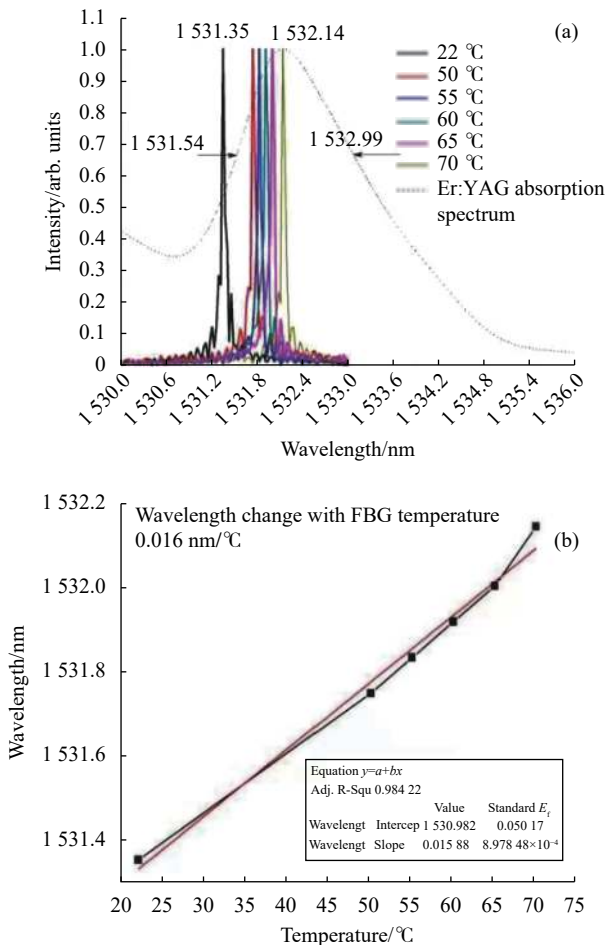 1.1
1 531.35
1 532.14
(a)
1.0
22 ℃
0.9
50 ℃
0.8
55 ℃
0.7
1 531.54
1 532.99
60 ℃
0.6
65 ℃
70 ℃
0.5
Er:YAG absorption
spectrum
0.4
0.3
0.2
0.1
0
Intensity/arb. units
1 530.0
1 530.6
1 531.2
1 531.8
1 532.4
1 533.0
1 533.6
1 534.2
1 534.8
1 535.4
1 536.0
Wavelength/nm
1 532.2
Wavelength change with FBG temperature
0.016 nm/℃
(b)
1 532.0
1 531.8
1 531.6
1 531.4
Wavelength/nm
Equation y=a+bx
Adj. R-Squ 0.984 22
Value Standard Ef
Wavelengt Intercep 1 530.982 0.050 17
Wavelengt Slope 0.015 88 8.978 48×10⁻⁴
20 25 30 35 40 45 50 55 60 65 70 75
Temperature/℃